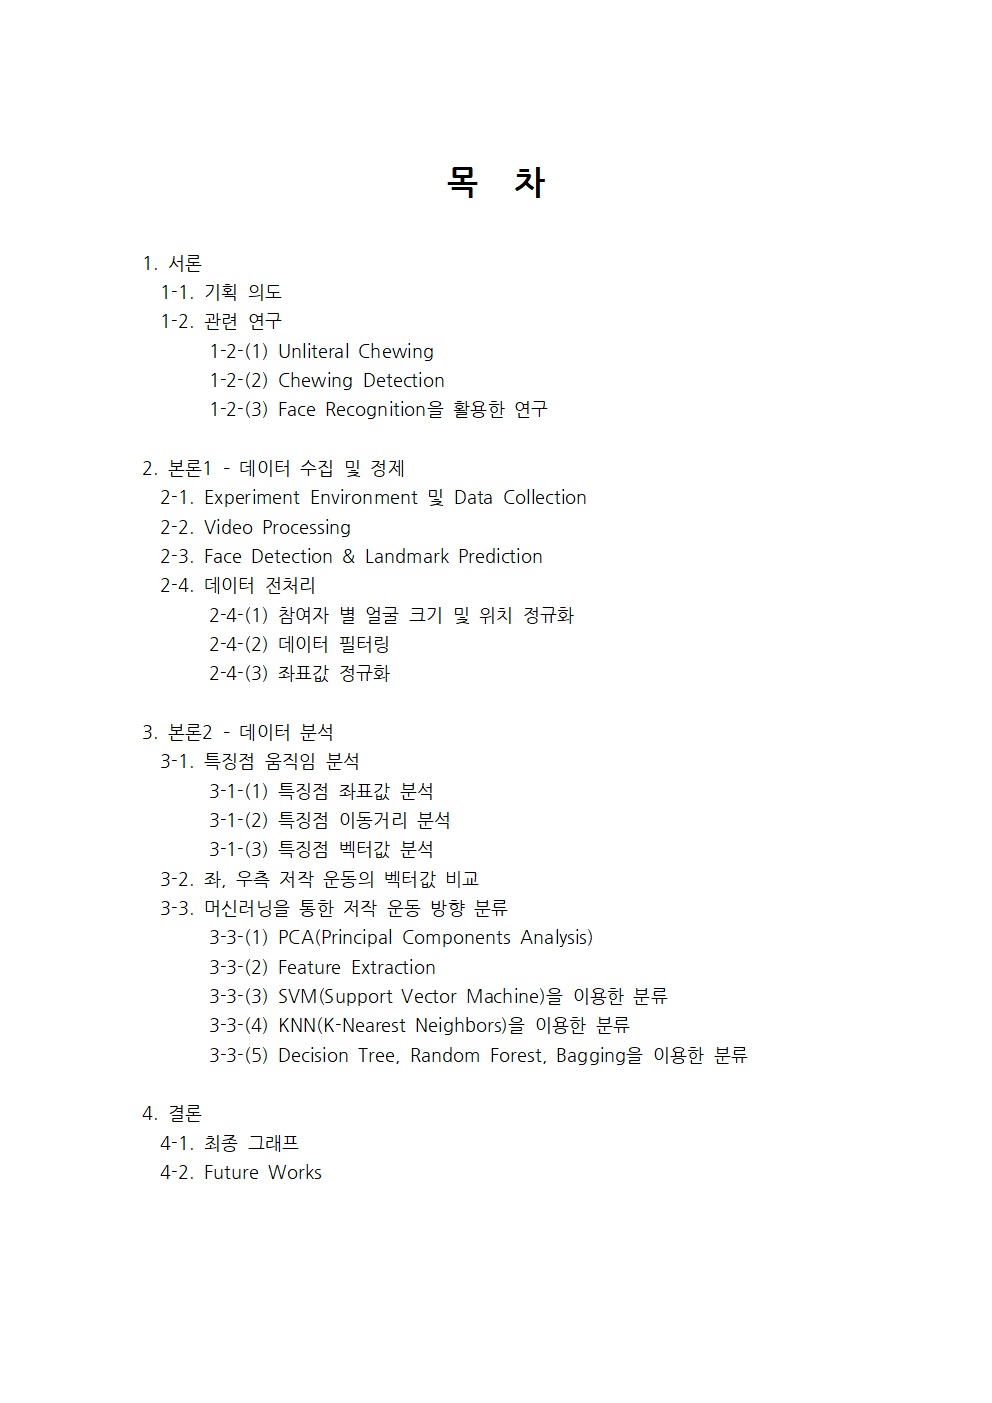 목 차
1. 서론
1-1. 기획 의도
1-2. 관련 연구
1-2-(1) Unliteral Chewing
1-2-(2) Chewing Detection
1-2-(3) Face Recognition을 활용한 연구
2. 본론1 - 데이터 수집 및 정제
2-1. Experiment Environment 및 Data Collection
2-2. Video Processing
2-3. Face Detection & Landmark Prediction
2-4. 데이터 전처리
2-4-(1) 참여자 별 얼굴 크기 및 위치 정규화
2-4-(2) 데이터 필터링
2-4-(3) 좌표값 정규화
3. 본론2 - 데이터 분석
3-1. 특징점 움직임 분석
3-1-(1) 특징점 좌표값 분석
3-1-(2) 특징점 이동거리 분석
3-1-(3) 특징점 벡터값 분석
3-2. 좌, 우측 저작 운동의 벡터값 비교
3-3. 머신러닝을 통한 저작 운동 방향 분류
3-3-(1) PCA(Principal Components Analysis)
3-3-(2) Feature Extraction
3-3-(3) SVM(Support Vector Machine)을 이용한 분류
3-3-(4) KNN(K-Nearest Neighbors)을 이용한 분류
3-3-(5) Decision Tree, Random Forest, Bagging을 이용한 분류
4. 결론
4-1. 최종 그래프
4-2. Future Works